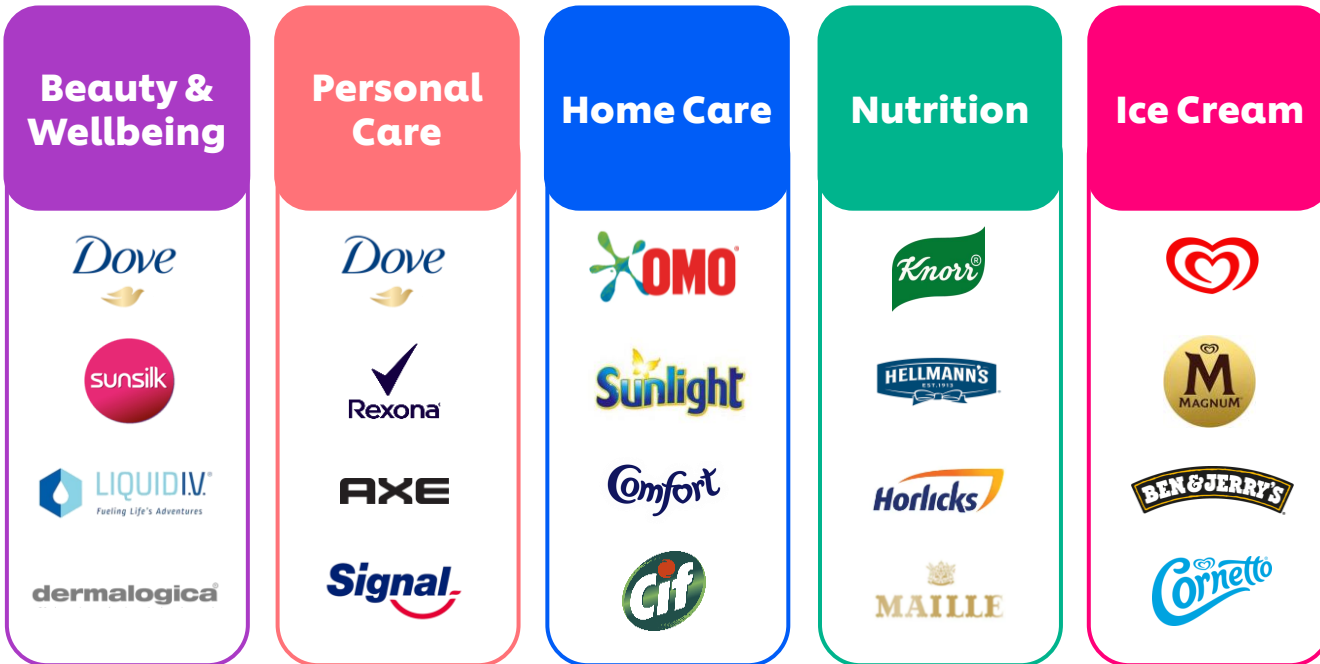 Beauty &
Wellbeing
Dove
sunsilk
LIQUID I.V.®
Fueling Life's Adventures
dermalogica®
Personal
Care
Dove
Rexona
AXE
Signal
Home Care
OMO®
Sunlight
Comfort
Cif
Nutrition
Knorr®
HELLMANN'S
EST. 1913
Horlicks
MAILLE
Ice Cream
M
MAGNUM
BEN & JERRY'S
Cornetto